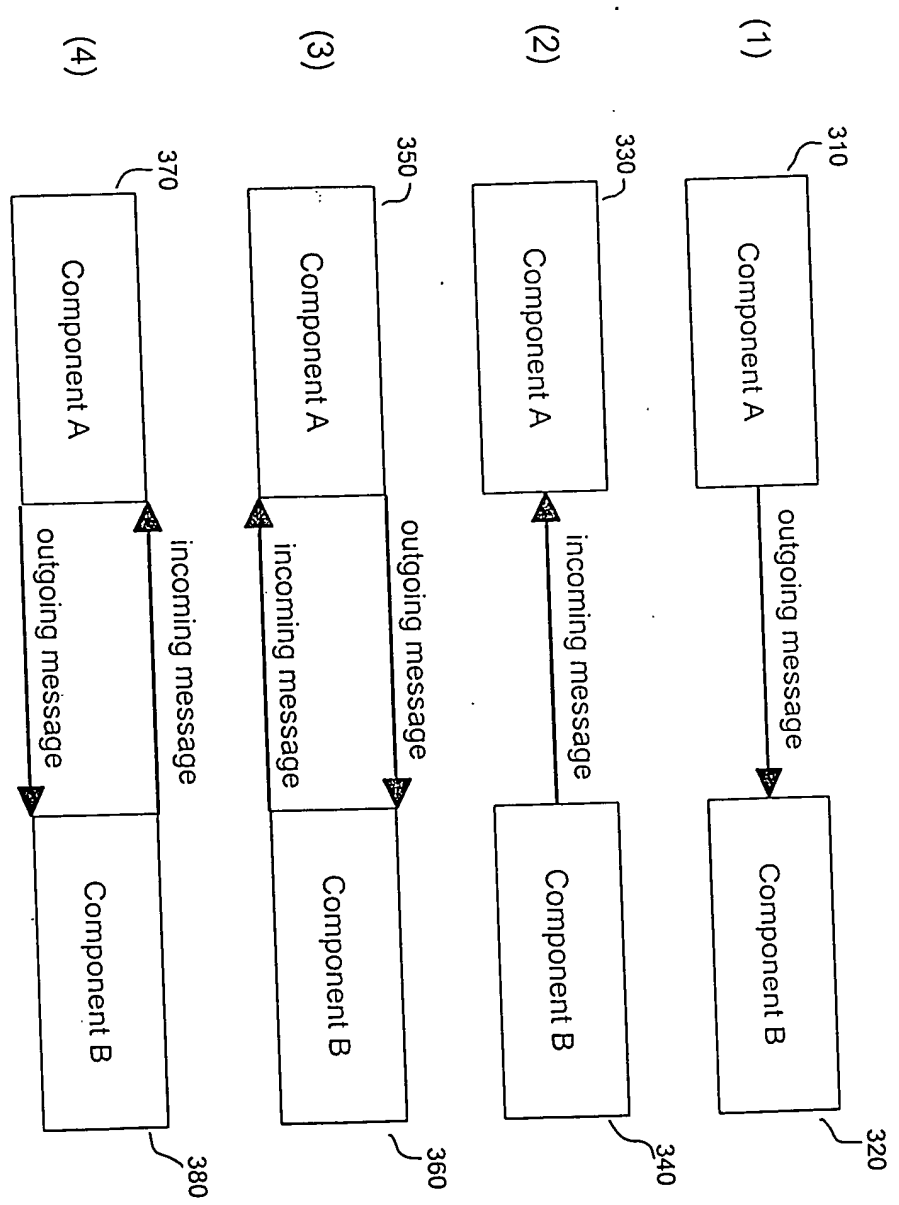 (1)
310
Component A
outgoing message
Component B
320
(2)
330
Component A
incoming message
Component B
340
(3)
350
Component A
outgoing message
incoming message
Component B
360
(4)
370
Component A
incoming message
outgoing message
Component B
380